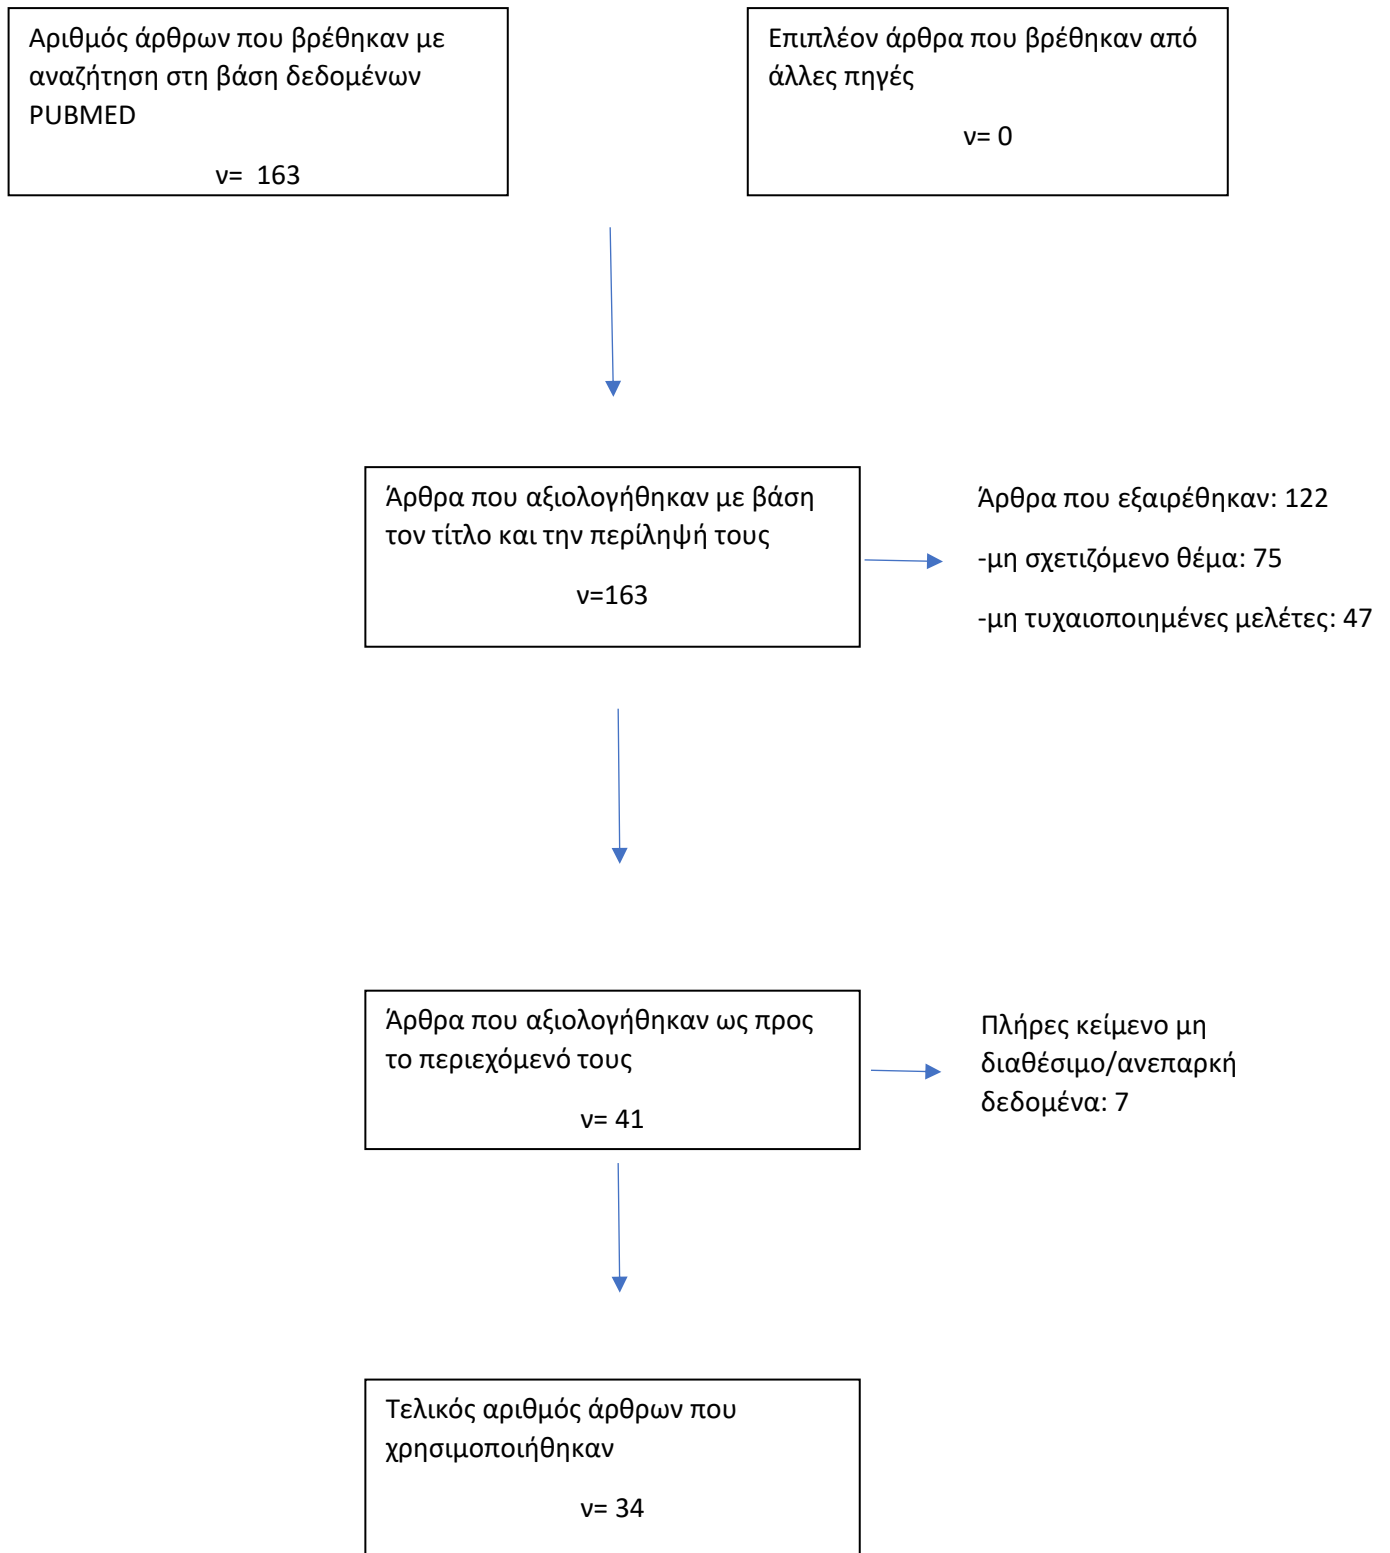 Αριθμός άρθρων που βρέθηκαν με
αναζήτηση στη βάση δεδομένων
PUBMED
ν= 163
Επιπλέον άρθρα που βρέθηκαν από
άλλες πηγές
ν= 0
Άρθρα που αξιολογήθηκαν με βάση
τον τίτλο και την περίληψή τους
ν=163
Άρθρα που εξαιρέθηκαν: 122
-μη σχετιζόμενο θέμα: 75
-μη τυχαιοποιημένες μελέτες: 47
Άρθρα που αξιολογήθηκαν ως προς
το περιεχόμενό τους
ν= 41
Πλήρες κείμενο μη
διαθέσιμο/ανεπαρκή
δεδομένα: 7
Τελικός αριθμός άρθρων που
χρησιμοποιήθηκαν
ν= 34